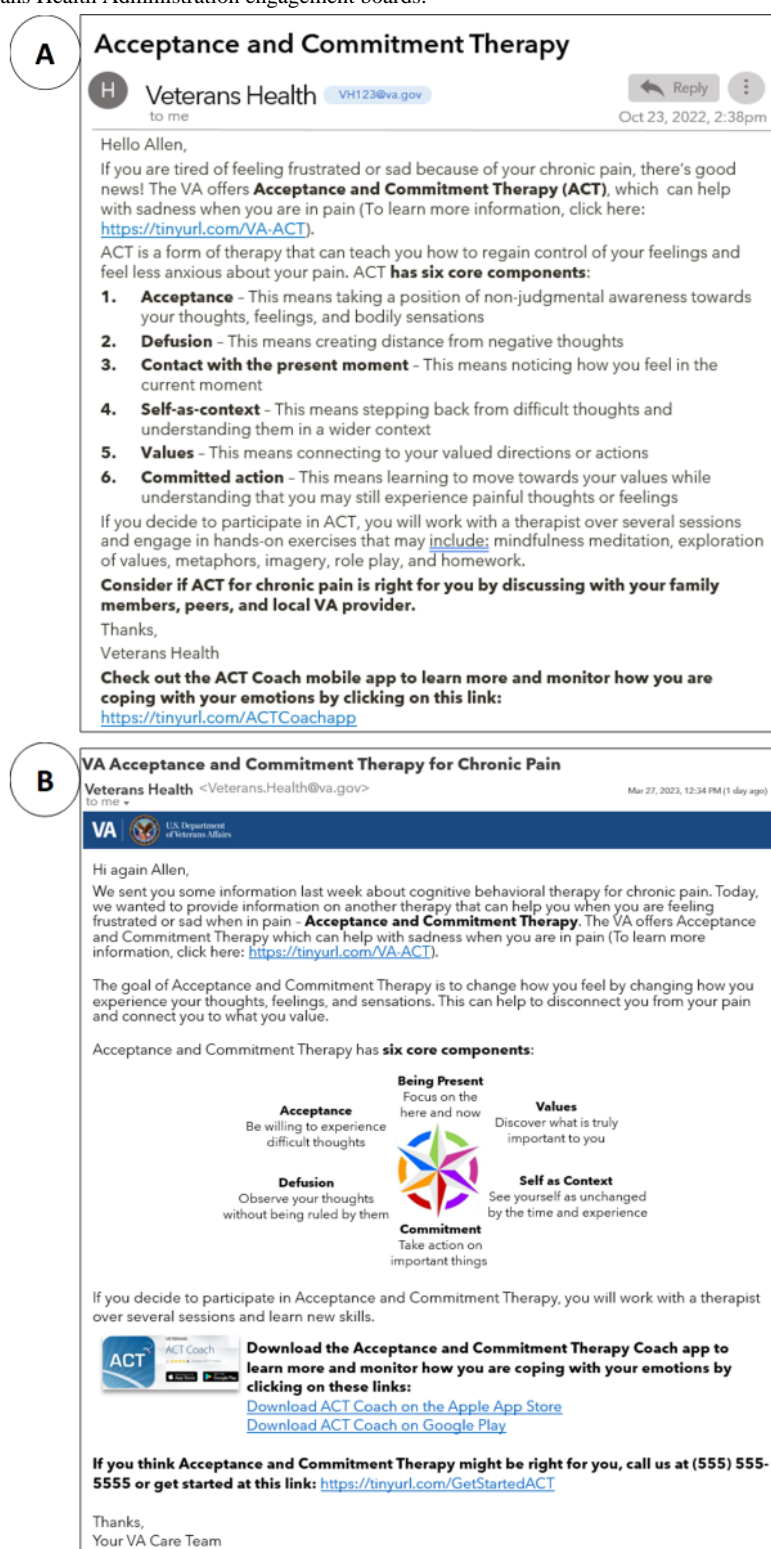 ans Health Administration engagement boards.
A
Acceptance and Commitment Therapy
H
Veterans Health VH123@va.gov
Reply
to me
Oct 23, 2022, 2:38pm
Hello Allen,
If you are tired of feeling frustrated or sad because of your chronic pain, there's good
news! The VA offers Acceptance and Commitment Therapy (ACT), which can help
with sadness when you are in pain (To learn more information, click here:
https://tinyurl.com/VA-ACT).
ACT is a form of therapy that can teach you how to regain control of your feelings and
feel less anxious about your pain. ACT has six core components:
1. Acceptance – This means taking a position of non-judgmental awareness towards
your thoughts, feelings, and bodily sensations
2. Defusion – This means creating distance from negative thoughts
3. Contact with the present moment – This means noticing how you feel in the
current moment
4. Self-as-context – This means stepping back from difficult thoughts and
understanding them in a wider context
5. Values – This means connecting to your valued directions or actions
6. Committed action – This means learning to move towards your values while
understanding that you may still experience painful thoughts or feelings
If you decide to participate in ACT, you will work with a therapist over several sessions
and engage in hands-on exercises that may include: mindfulness meditation, exploration
of values, metaphors, imagery, role play, and homework.
Consider if ACT for chronic pain is right for you by discussing with your family
members, peers, and local VA provider.
Thanks,
Veterans Health
Check out the ACT Coach mobile app to learn more and monitor how you are
coping with your emotions by clicking on this link:
https://tinyurl.com/ACTCoachapp
B
VA Acceptance and Commitment Therapy for Chronic Pain
Veterans Health <Veterans.Health@va.gov>
Mar 27, 2023, 12:34 PM (1 day ago)
to me
VA
U.S. Department
of Veterans Affairs
Hi again Allen,
We sent you some information last week about cognitive behavioral therapy for chronic pain. Today,
we wanted to provide information on another therapy that can help you when you are feeling
frustrated or sad when in pain – Acceptance and Commitment Therapy. The VA offers Acceptance
and Commitment Therapy which can help with sadness when you are in pain (To learn more
information, click here: https://tinyurl.com/VA-ACT).
The goal of Acceptance and Commitment Therapy is to change how you feel by changing how you
experience your thoughts, feelings, and sensations. This can help to disconnect you from your pain
and connect you to what you value.
Acceptance and Commitment Therapy has six core components:
Being Present
Focus on the
here and now
Acceptance
Be willing to experience
difficult thoughts
Values
Discover what is truly
important to you
Defusion
Observe your thoughts
without being ruled by them
Self as Context
See yourself as unchanged
by the time and experience
Commitment
Take action on
important things
If you decide to participate in Acceptance and Commitment Therapy, you will work with a therapist
over several sessions and learn new skills.
ACT
VETERANS
ACT Coach
App Store
Google Play
Download the Acceptance and Commitment Therapy Coach app to
learn more and monitor how you are coping with your emotions by
clicking on these links:
Download ACT Coach on the Apple App Store
Download ACT Coach on Google Play
If you think Acceptance and Commitment Therapy might be right for you, call us at (555) 555-
5555 or get started at this link: https://tinyurl.com/GetStartedACT
Thanks,
Your VA Care Team